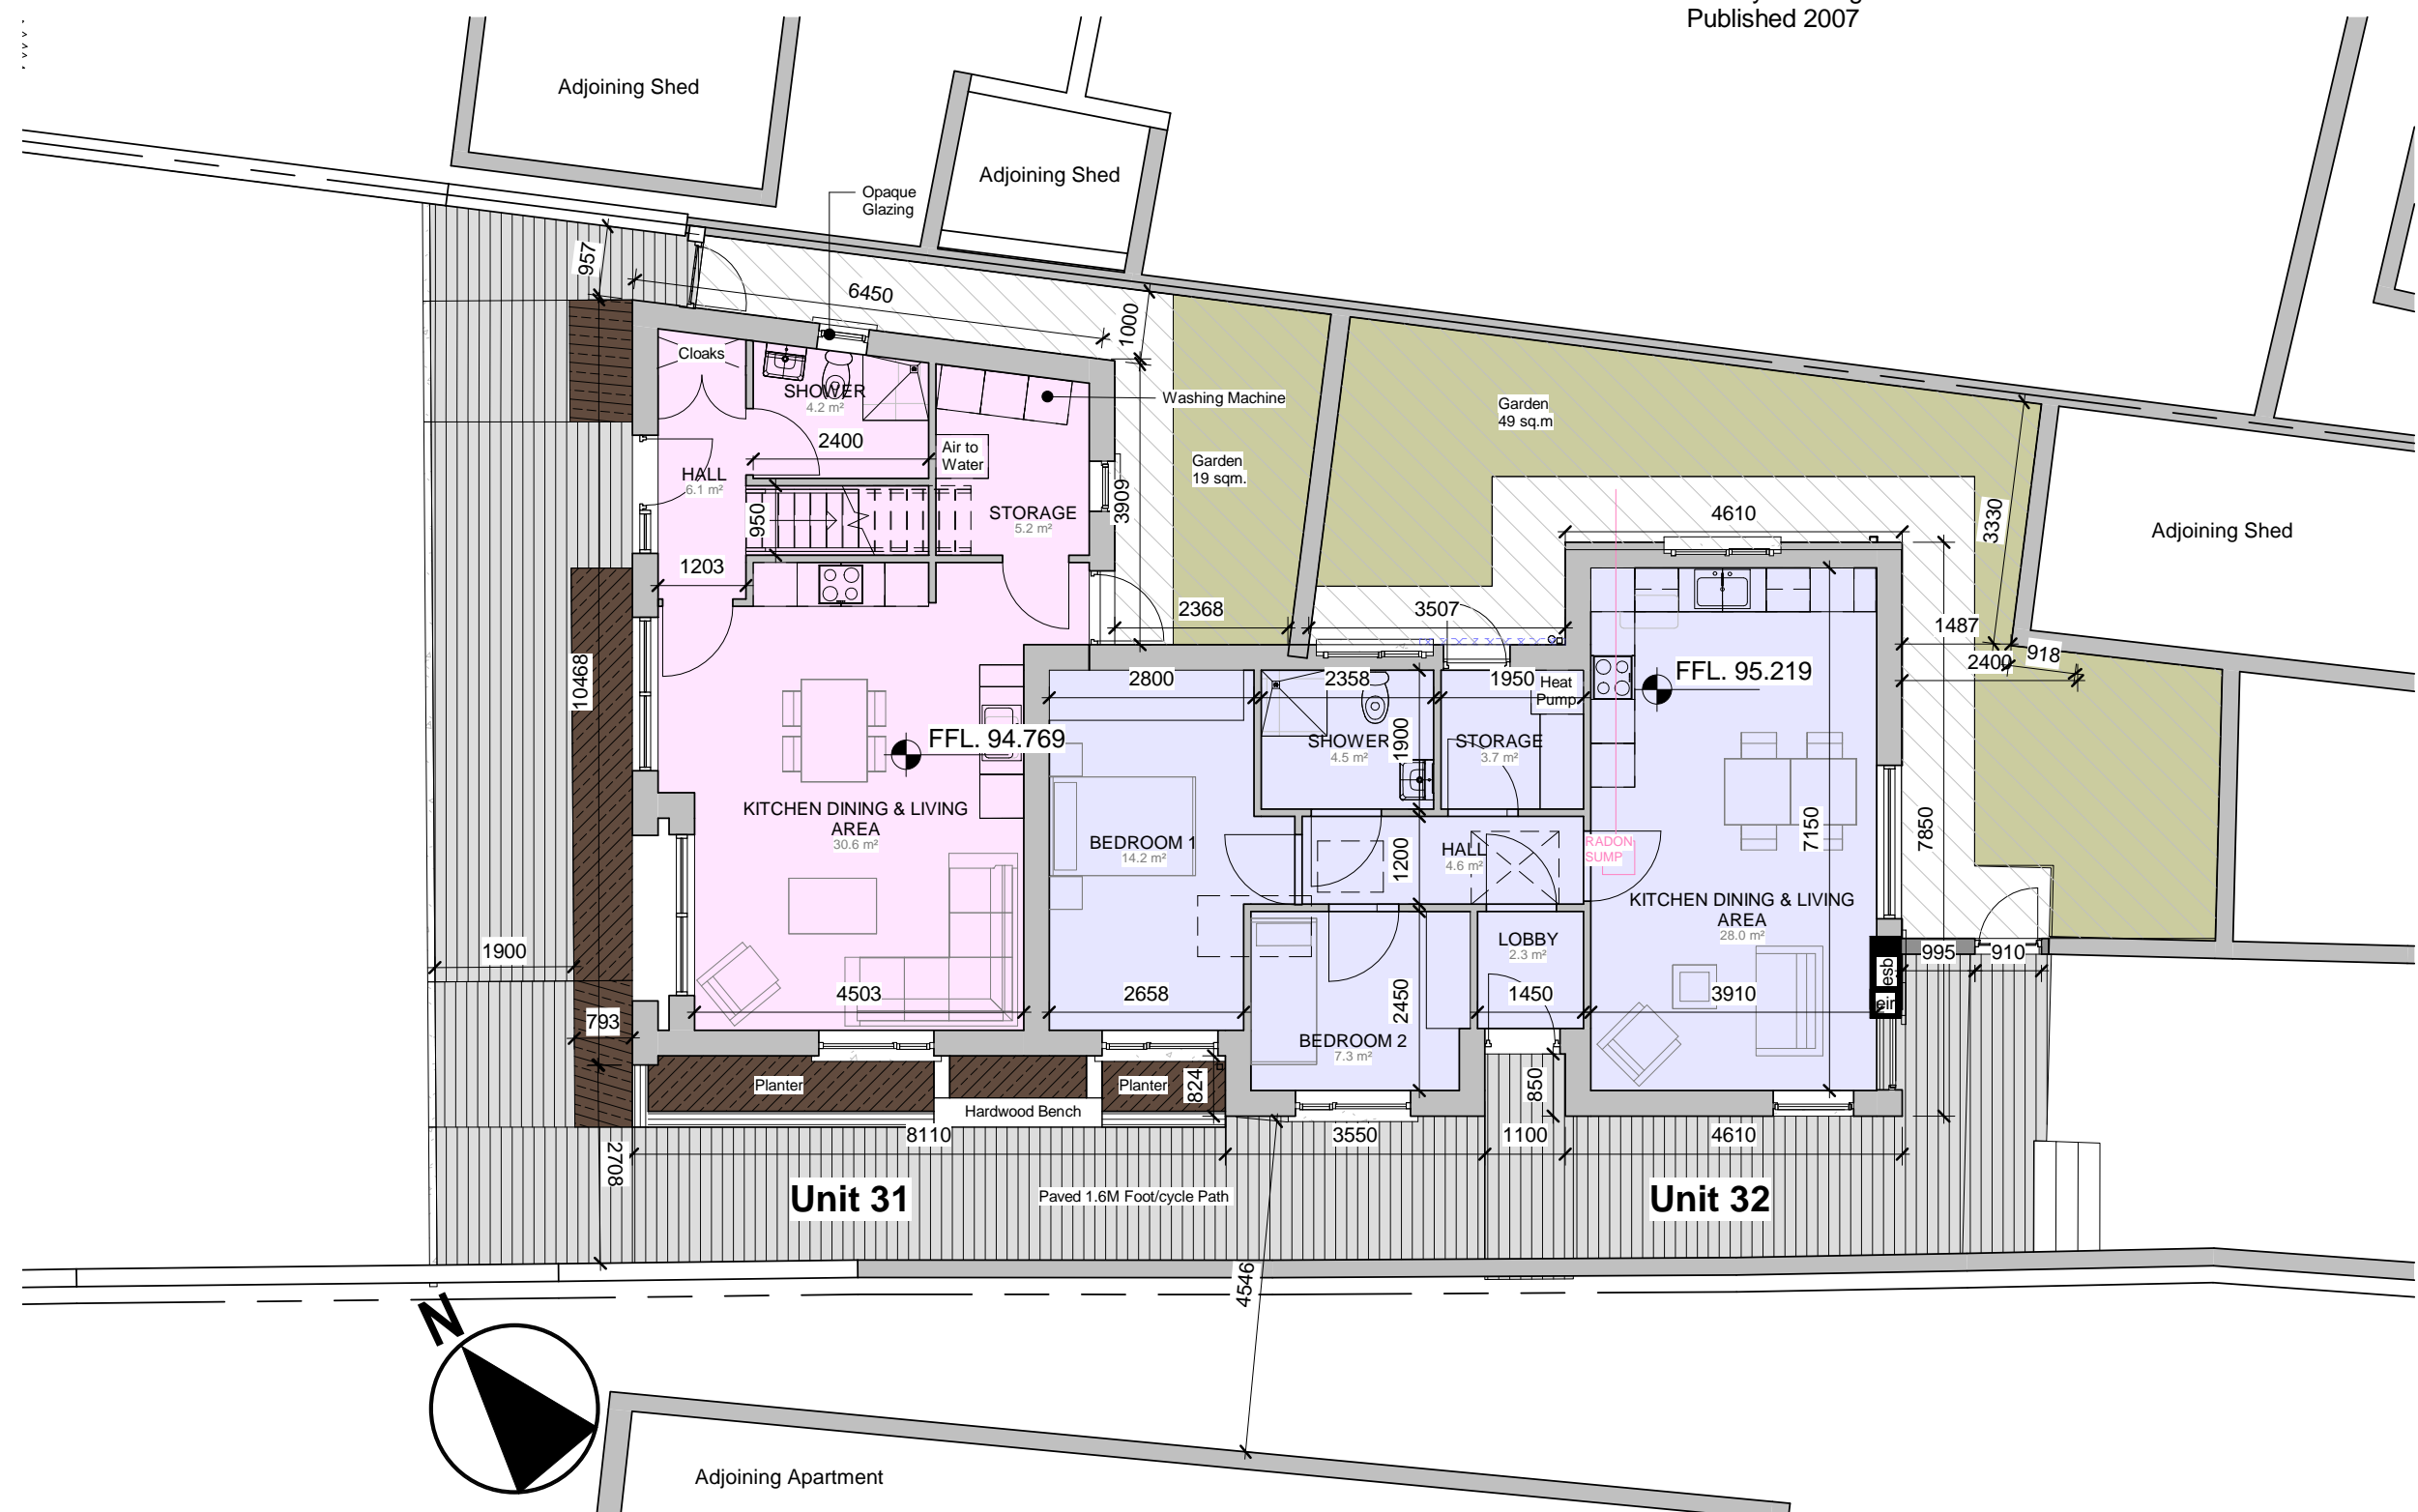 Published 2007
Adjoining Shed
Adjoining Shed
Opaque
Glazing
957
6450
1000
Cloaks
SHOWER
4.2 m²
Washing Machine
Garden
49 sq.m
2400
Air to
Water
Garden
19 sqm.
HALL
6.1 m²
950
STORAGE
5.2 m²
3909
4610
3330
Adjoining Shed
1203
2368
3507
1487
918
2400
10468
2800
2358
1950
Heat
Pump
FFL. 95.219
FFL. 94.769
SHOWER
4.5 m²
1900
STORAGE
3.7 m²
KITCHEN DINING & LIVING
AREA
30.6 m²
BEDROOM 1
14.2 m²
1200
HALL
4.6 m²
RADON
SUMP
7150
7850
KITCHEN DINING & LIVING
AREA
28.0 m²
1900
LOBBY
2.3 m²
995
910
esb
eir
4503
2658
2450
1450
3910
793
BEDROOM 2
7.3 m²
Planter
Planter
824
850
Hardwood Bench
8110
3550
1100
4610
2708
Unit 31
Paved 1.6M Foot/cycle Path
Unit 32
4546
N
Adjoining Apartment